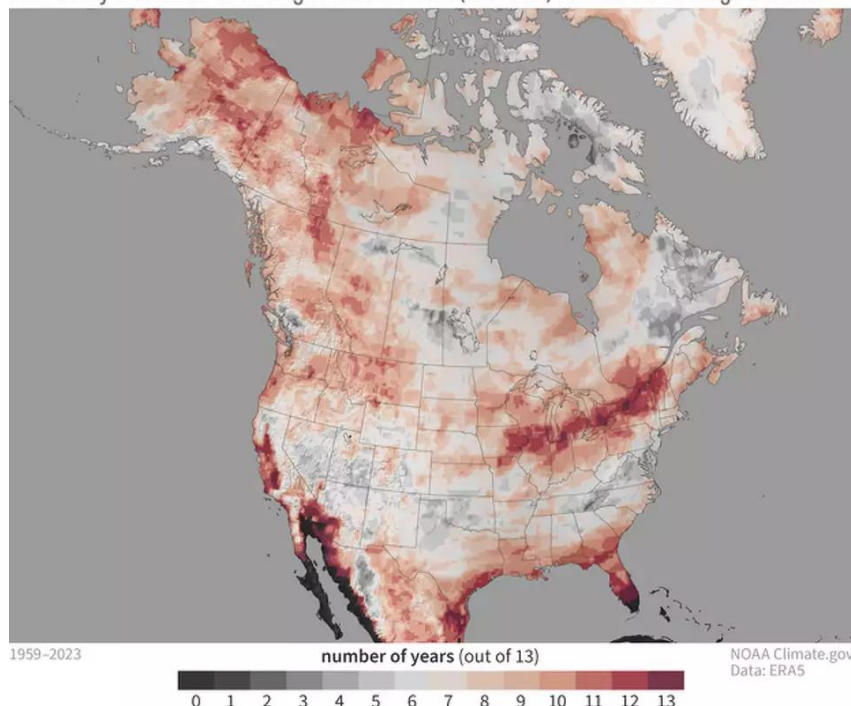 1959–2023
number of years (out of 13)
NOAA Climate.gov
Data: ERA5
0 1 2 3 4 5 6 7 8 9 10 11 12 13